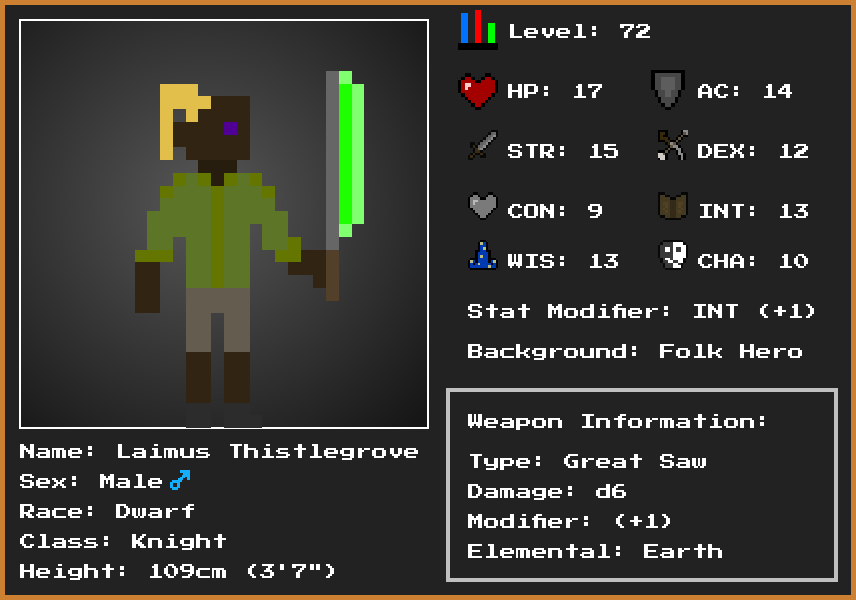 Level: 72
HP: 17
AC: 14
STR: 15
DEX: 12
CON: 9
INT: 13
WIS: 13
CHA: 10
Stat Modifier: INT (+1)
Background: Folk Hero
Weapon Information:
Type: Great Saw
Damage: d6
Modifier: (+1)
Elemental: Earth
Name: Laimus Thistlegrove
Sex: Male♂
Race: Dwarf
Class: Knight
Height: 109cm (3'7")